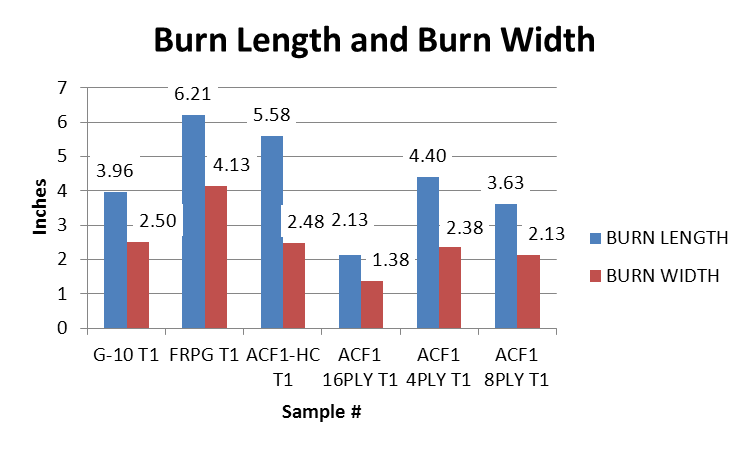 Burn Length and Burn Width
7
6
5
4
3
2
1
0
Inches
3.96
2.50
6.21
4.13
5.58
2.48
2.13
1.38
4.40
2.38
3.63
2.13
G-10 T1 FRPG T1 ACF1-HC ACF1 ACF1 ACF1
T1 16PLY T1 4PLY T1 8PLY T1
Sample #
BURN LENGTH
BURN WIDTH